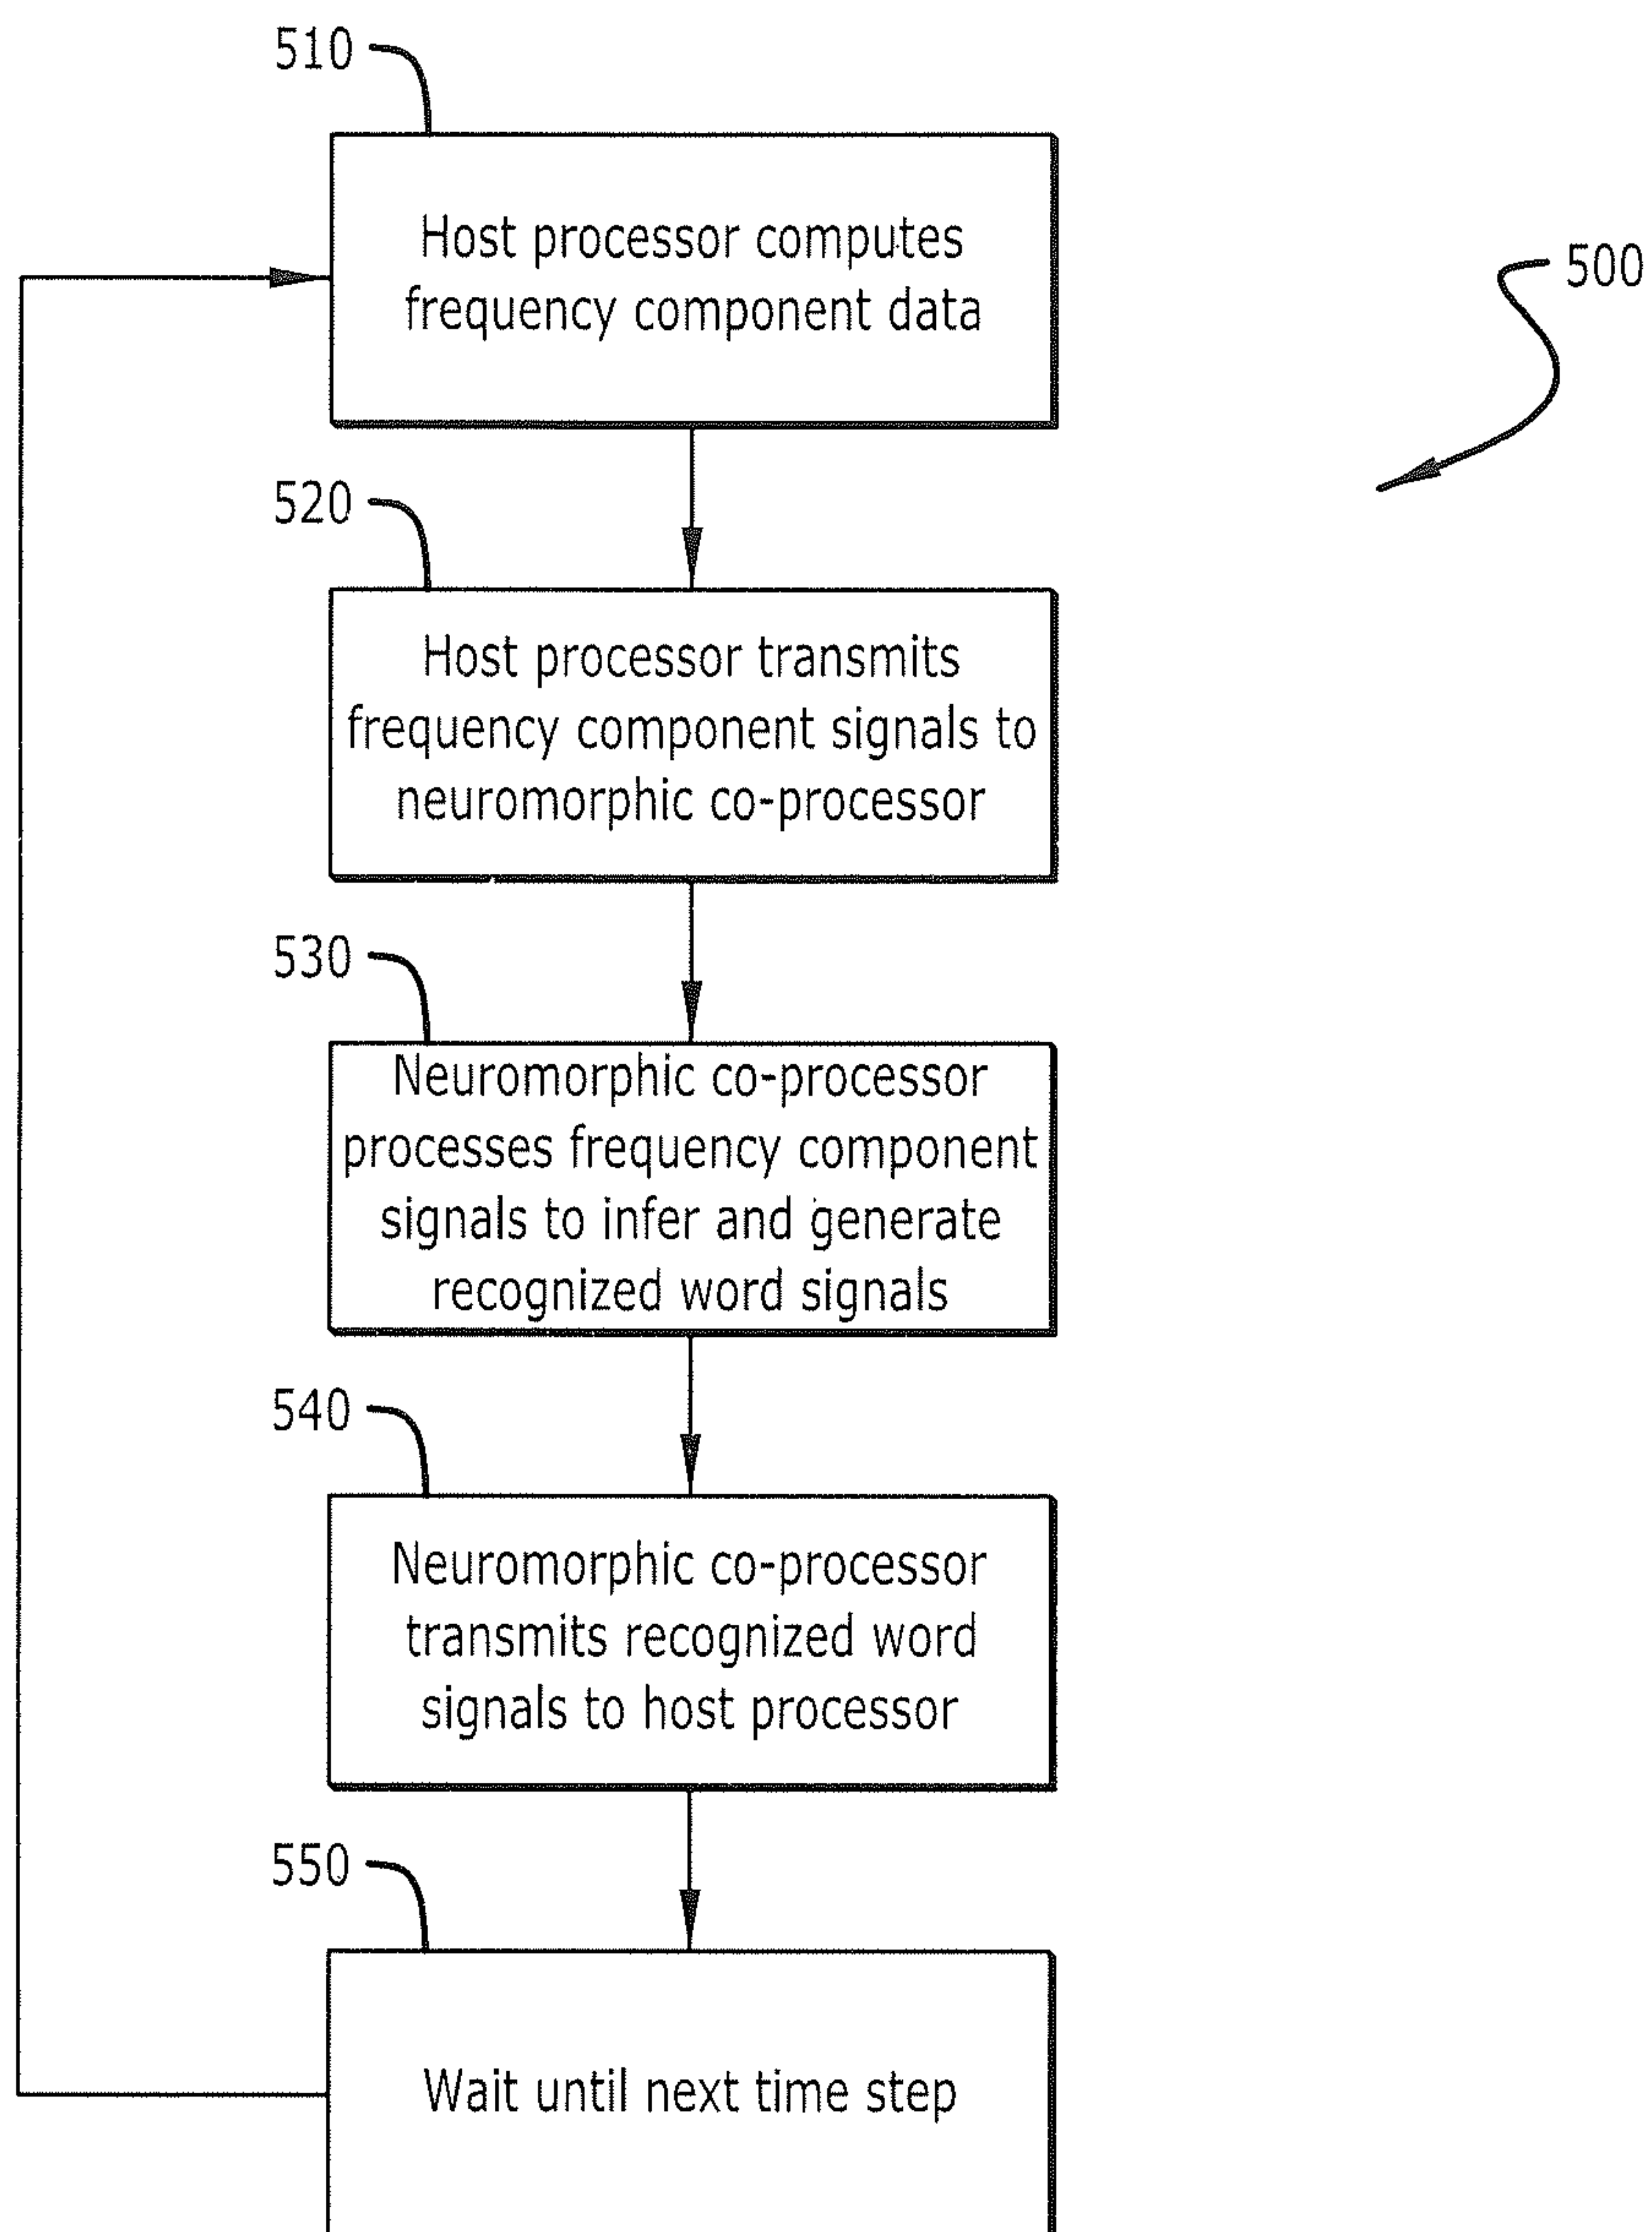 510
Host processor computes
frequency component data
500
520
Host processor transmits
frequency component signals to
neuromorphic co-processor
530
Neuromorphic co-processor
processes frequency component
signals to infer and generate
recognized word signals
540
Neuromorphic co-processor
transmits recognized word
signals to host processor
550
Wait until next time step